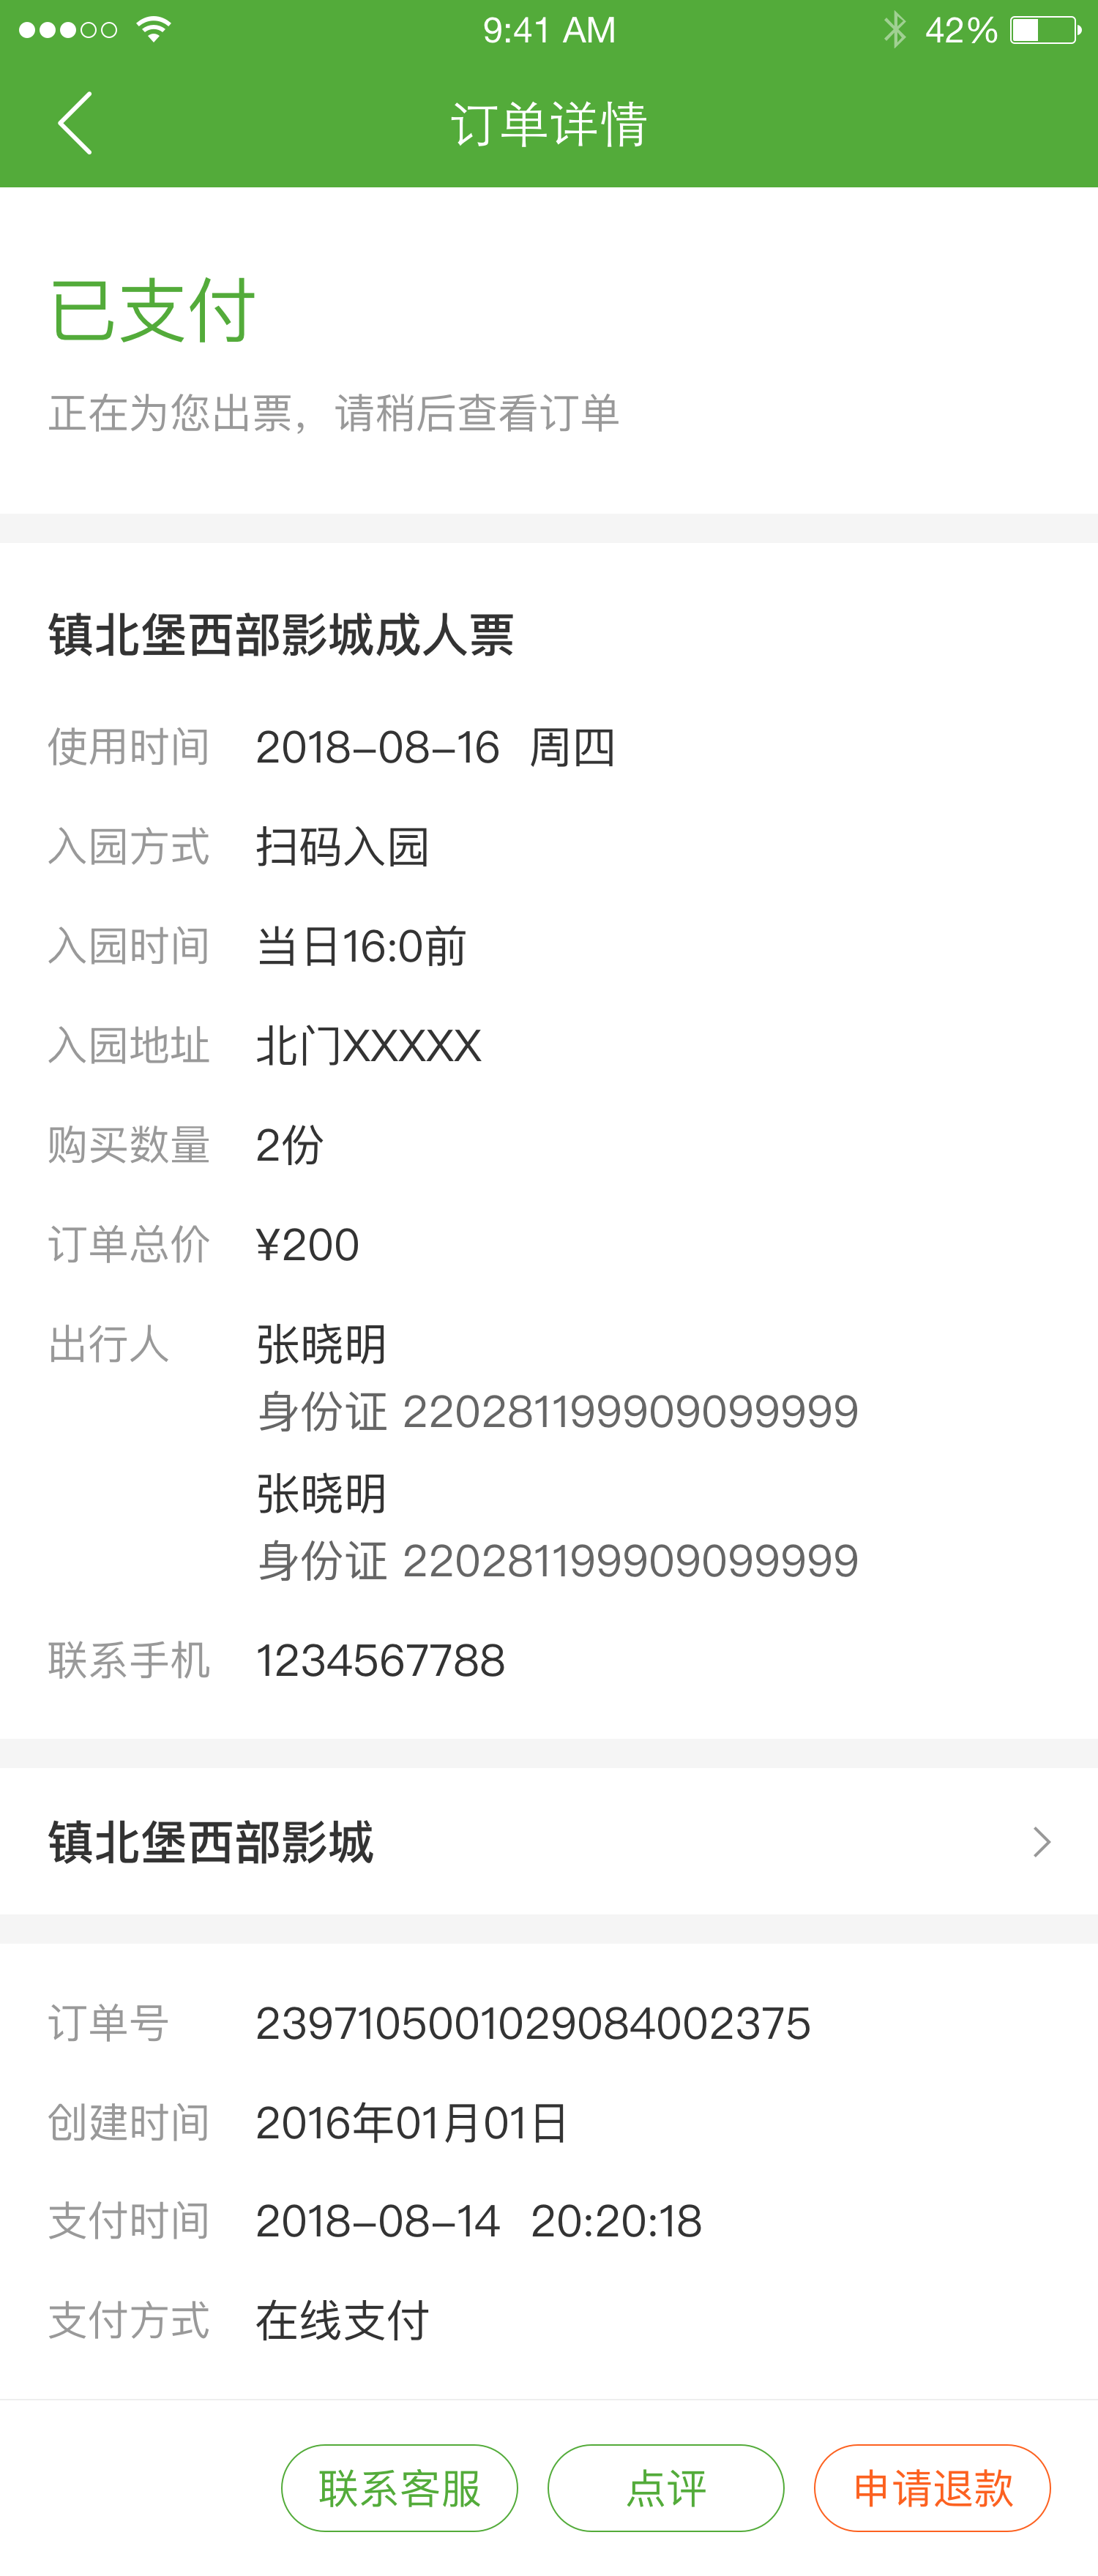 9:41 AM 42%
订单详情
已支付
正在为您出票，请稍后查看订单
镇北堡西部影城成人票
使用时间 2018-08-16 周四
入园方式 扫码入园
入园时间 当日16:0前
入园地址 北门XXXXX
购买数量 2份
订单总价 ¥200
出行人 张晓明
身份证 220281199909099999
张晓明
身份证 220281199909099999
联系手机 1234567788
镇北堡西部影城
订单号 2397105001029084002375
创建时间 2016年01月01日
支付时间 2018-08-14 20:20:18
支付方式 在线支付
联系客服 点评 申请退款